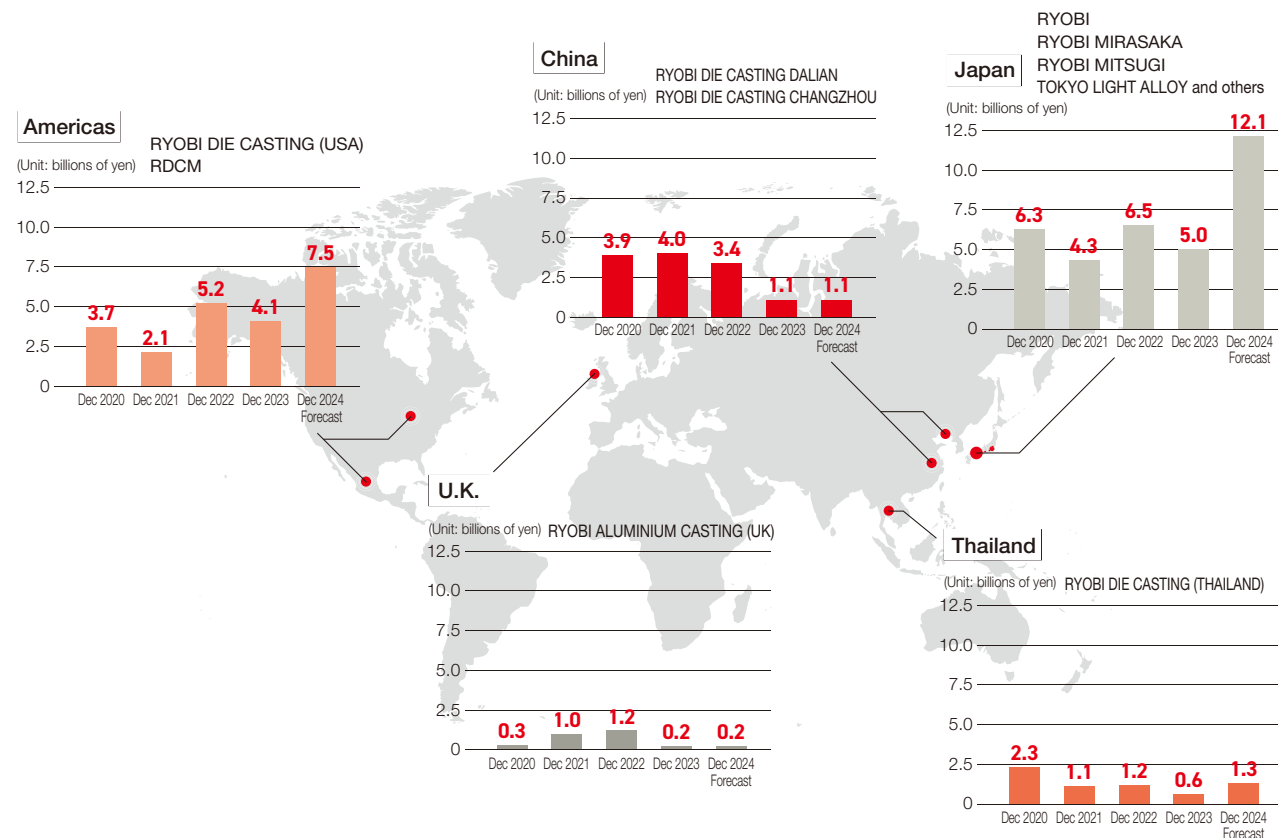 Americas
(Unit: billions of yen)
RYOBI DIE CASTING (USA)
RDCM
12.5
10.0
7.5
5.0
2.5
0
3.7
2.1
5.2
4.1
7.5
Dec 2020
Dec 2021
Dec 2022
Dec 2023
Dec 2024
Forecast
China
(Unit: billions of yen)
RYOBI DIE CASTING DALIAN
RYOBI DIE CASTING CHANGZHOU
12.5
10.0
7.5
5.0
2.5
0
3.9
4.0
3.4
1.1
1.1
Dec 2020
Dec 2021
Dec 2022
Dec 2023
Dec 2024
Forecast
Japan
(Unit: billions of yen)
RYOBI
RYOBI MIRASAKA
RYOBI MITSUGI
TOKYO LIGHT ALLOY and others
12.5
10.0
7.5
5.0
2.5
0
6.3
4.3
6.5
5.0
12.1
Dec 2020
Dec 2021
Dec 2022
Dec 2023
Dec 2024
Forecast
U.K.
(Unit: billions of yen)
RYOBI ALUMINIUM CASTING (UK)
12.5
10.0
7.5
5.0
2.5
0
0.3
1.0
1.2
0.2
0.2
Dec 2020
Dec 2021
Dec 2022
Dec 2023
Dec 2024
Forecast
Thailand
(Unit: billions of yen)
RYOBI DIE CASTING (THAILAND)
12.5
10.0
7.5
5.0
2.5
0
2.3
1.1
1.2
0.6
1.3
Dec 2020
Dec 2021
Dec 2022
Dec 2023
Dec 2024
Forecast